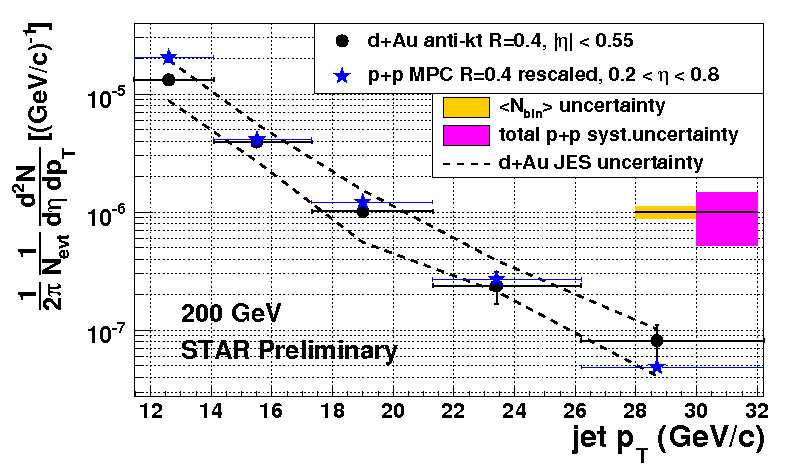 d+Au anti-kt R=0.4, |η| < 0.55
p+p MPC R=0.4 rescaled, 0.2 < η < 0.8
<N_bin> uncertainty
total p+p syst.uncertainty
d+Au JES uncertainty
1/2π 1/N_evt d²N/dη dp_T [(GeV/c)⁻¹]
10⁻⁵
10⁻⁶
10⁻⁷
200 GeV
STAR Preliminary
12 14 16 18 20 22 24 26 28 30 32
jet p_T (GeV/c)